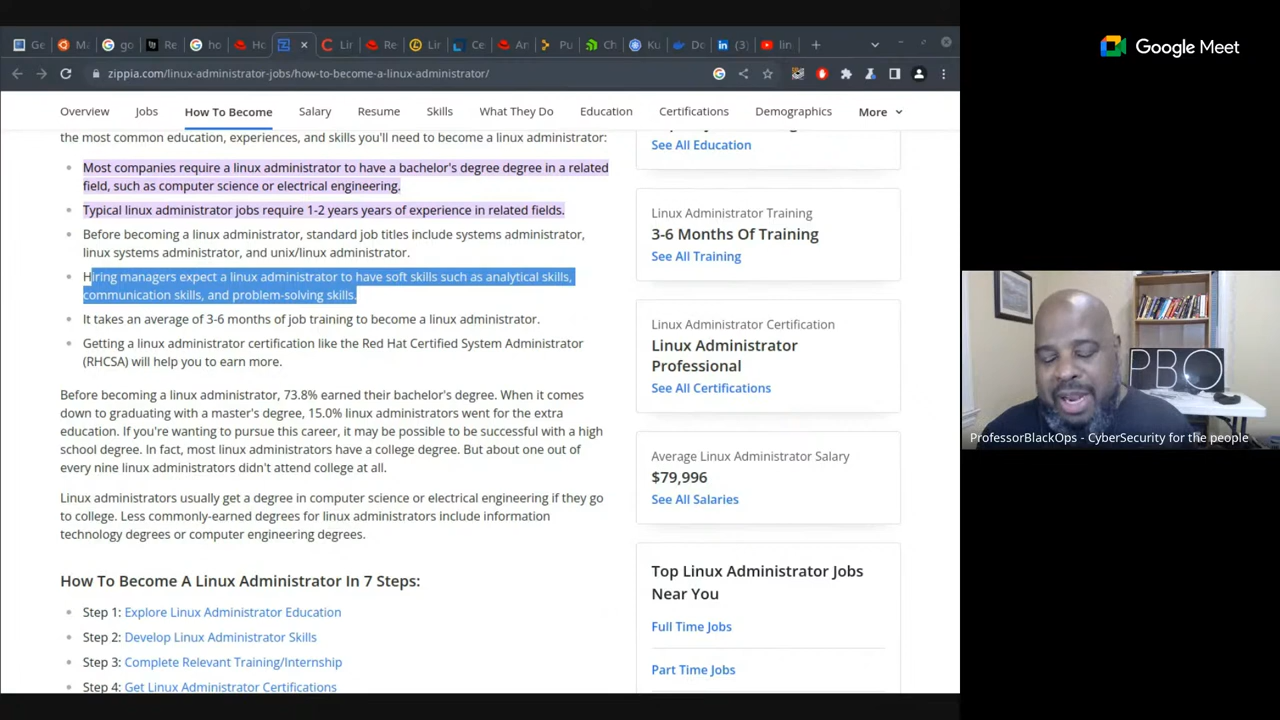 Ge
Ma
go
Re
ho
Ho
Lir
Re
Lir
Ce
An
Pu
Ch
Ku
Do
(3)
lin
zippia.com/linux-administrator-jobs/how-to-become-a-linux-administrator/
Overview
Jobs
How To Become
Salary
Resume
Skills
What They Do
Education
Certifications
Demographics
More
the most common education, experiences, and skills you'll need to become a linux administrator:
Most companies require a linux administrator to have a bachelor's degree degree in a related
field, such as computer science or electrical engineering.
Typical linux administrator jobs require 1-2 years years of experience in related fields.
Before becoming a linux administrator, standard job titles include systems administrator,
linux systems administrator, and unix/linux administrator.
Hiring managers expect a linux administrator to have soft skills such as analytical skills,
communication skills, and problem-solving skills.
It takes an average of 3-6 months of job training to become a linux administrator.
Getting a linux administrator certification like the Red Hat Certified System Administrator
(RHCSA) will help you to earn more.
Before becoming a linux administrator, 73.8% earned their bachelor's degree. When it comes
down to graduating with a master's degree, 15.0% linux administrators went for the extra
education. If you're wanting to pursue this career, it may be possible to be successful with a high
school degree. In fact, most linux administrators have a college degree. But about one out of
every nine linux administrators didn't attend college at all.
Linux administrators usually get a degree in computer science or electrical engineering if they go
to college. Less commonly-earned degrees for linux administrators include information
technology degrees or computer engineering degrees.
How To Become A Linux Administrator In 7 Steps:
Step 1: Explore Linux Administrator Education
Step 2: Develop Linux Administrator Skills
Step 3: Complete Relevant Training/Internship
Step 4: Get Linux Administrator Certifications
See All Education
Linux Administrator Training
3-6 Months Of Training
See All Training
Linux Administrator Certification
Linux Administrator
Professional
See All Certifications
Average Linux Administrator Salary
$79,996
See All Salaries
Top Linux Administrator Jobs
Near You
Full Time Jobs
Part Time Jobs
Google Meet
PBO
ProfessorBlackOps - CyberSecurity for the people